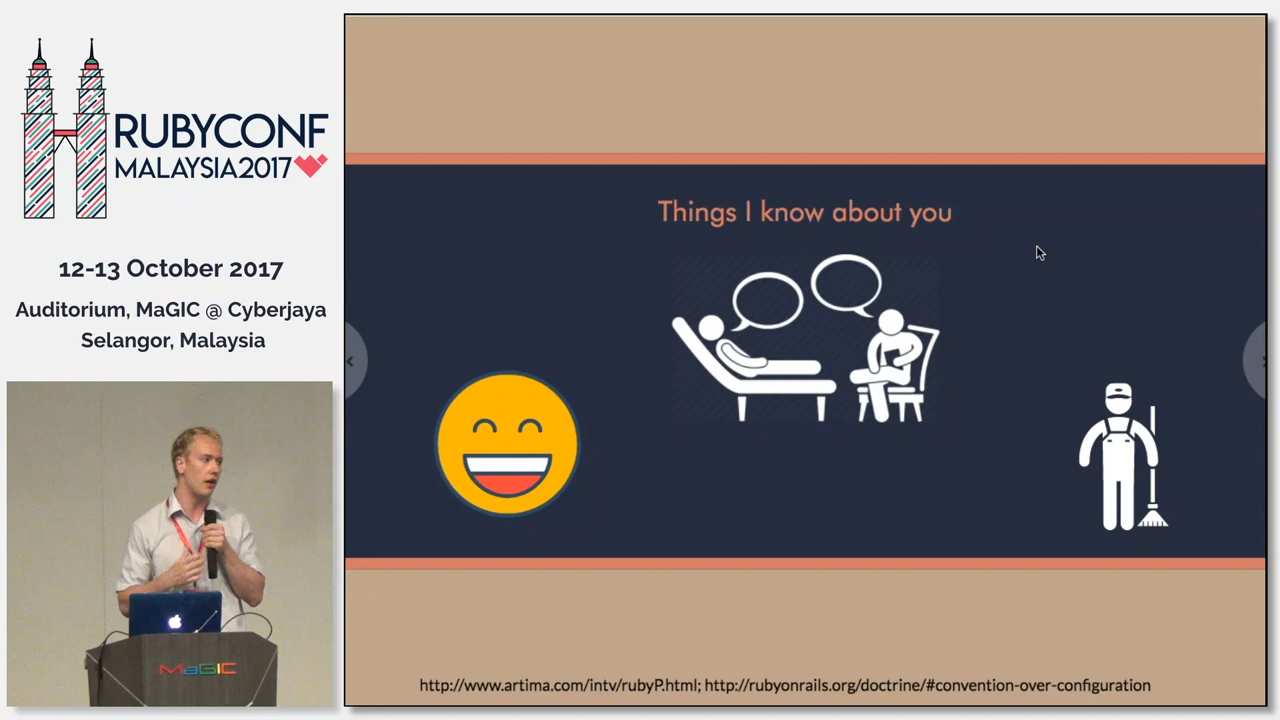 RUBYCONF
MALAYSIA2017
12-13 October 2017
Auditorium, MaGIC @ Cyberjaya
Selangor, Malaysia
MaGIC
Things I know about you
http://www.artima.com/intv/rubyP.html; http://rubyonrails.org/doctrine/#convention-over-configuration